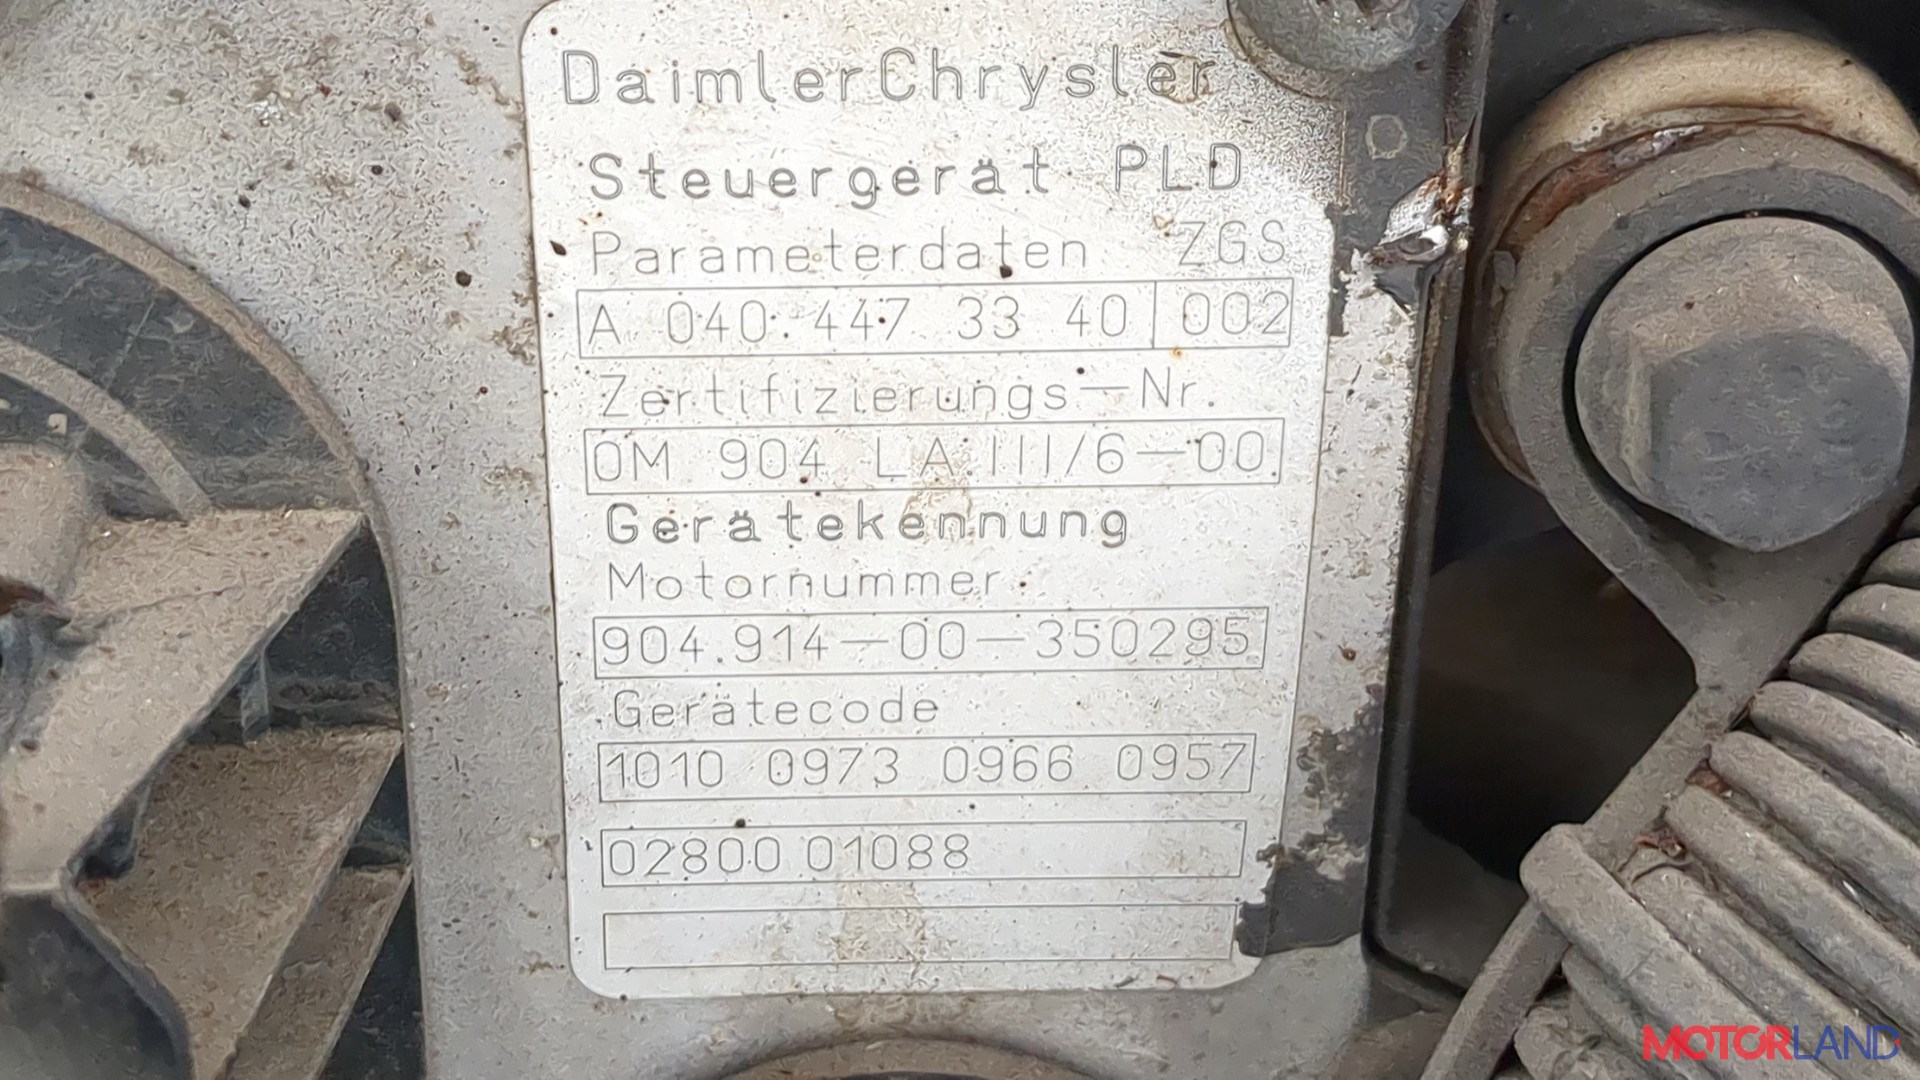 DaimlerChrysler
Steuergerät PLD
Parameterdaten ZGS
A 040 447 33 40 002
Zertifizierungs-Nr.
OM 904 LA.III/6-00
Gerätekennung
Motornummer
904.914-00-350295
Gerätecode
1010 0973 0966 0957
02800 01088
MOTORLAND